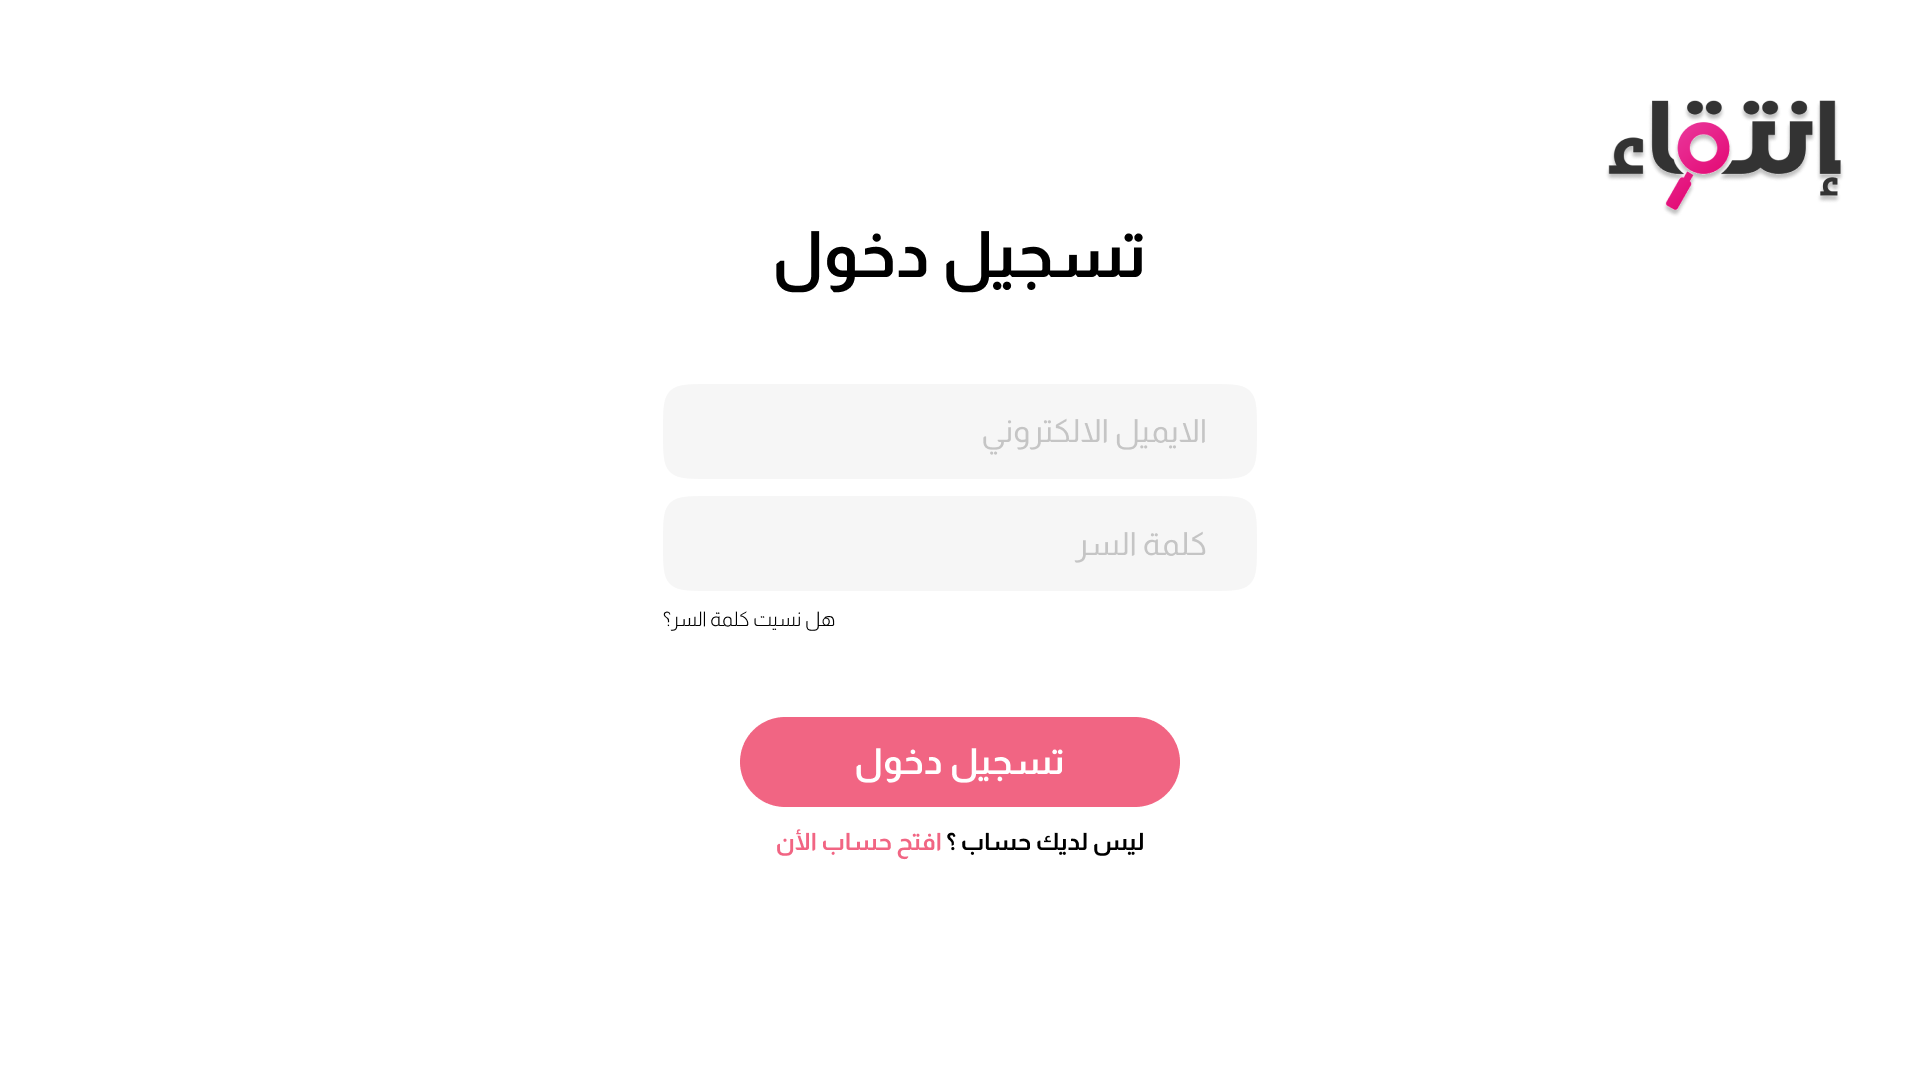 إنتقاء
تسجيل دخول
الايميل الالكتروني
كلمة السر
هل نسيت كلمة السر؟
تسجيل دخول
ليس لديك حساب ؟ افتح حساب الأن